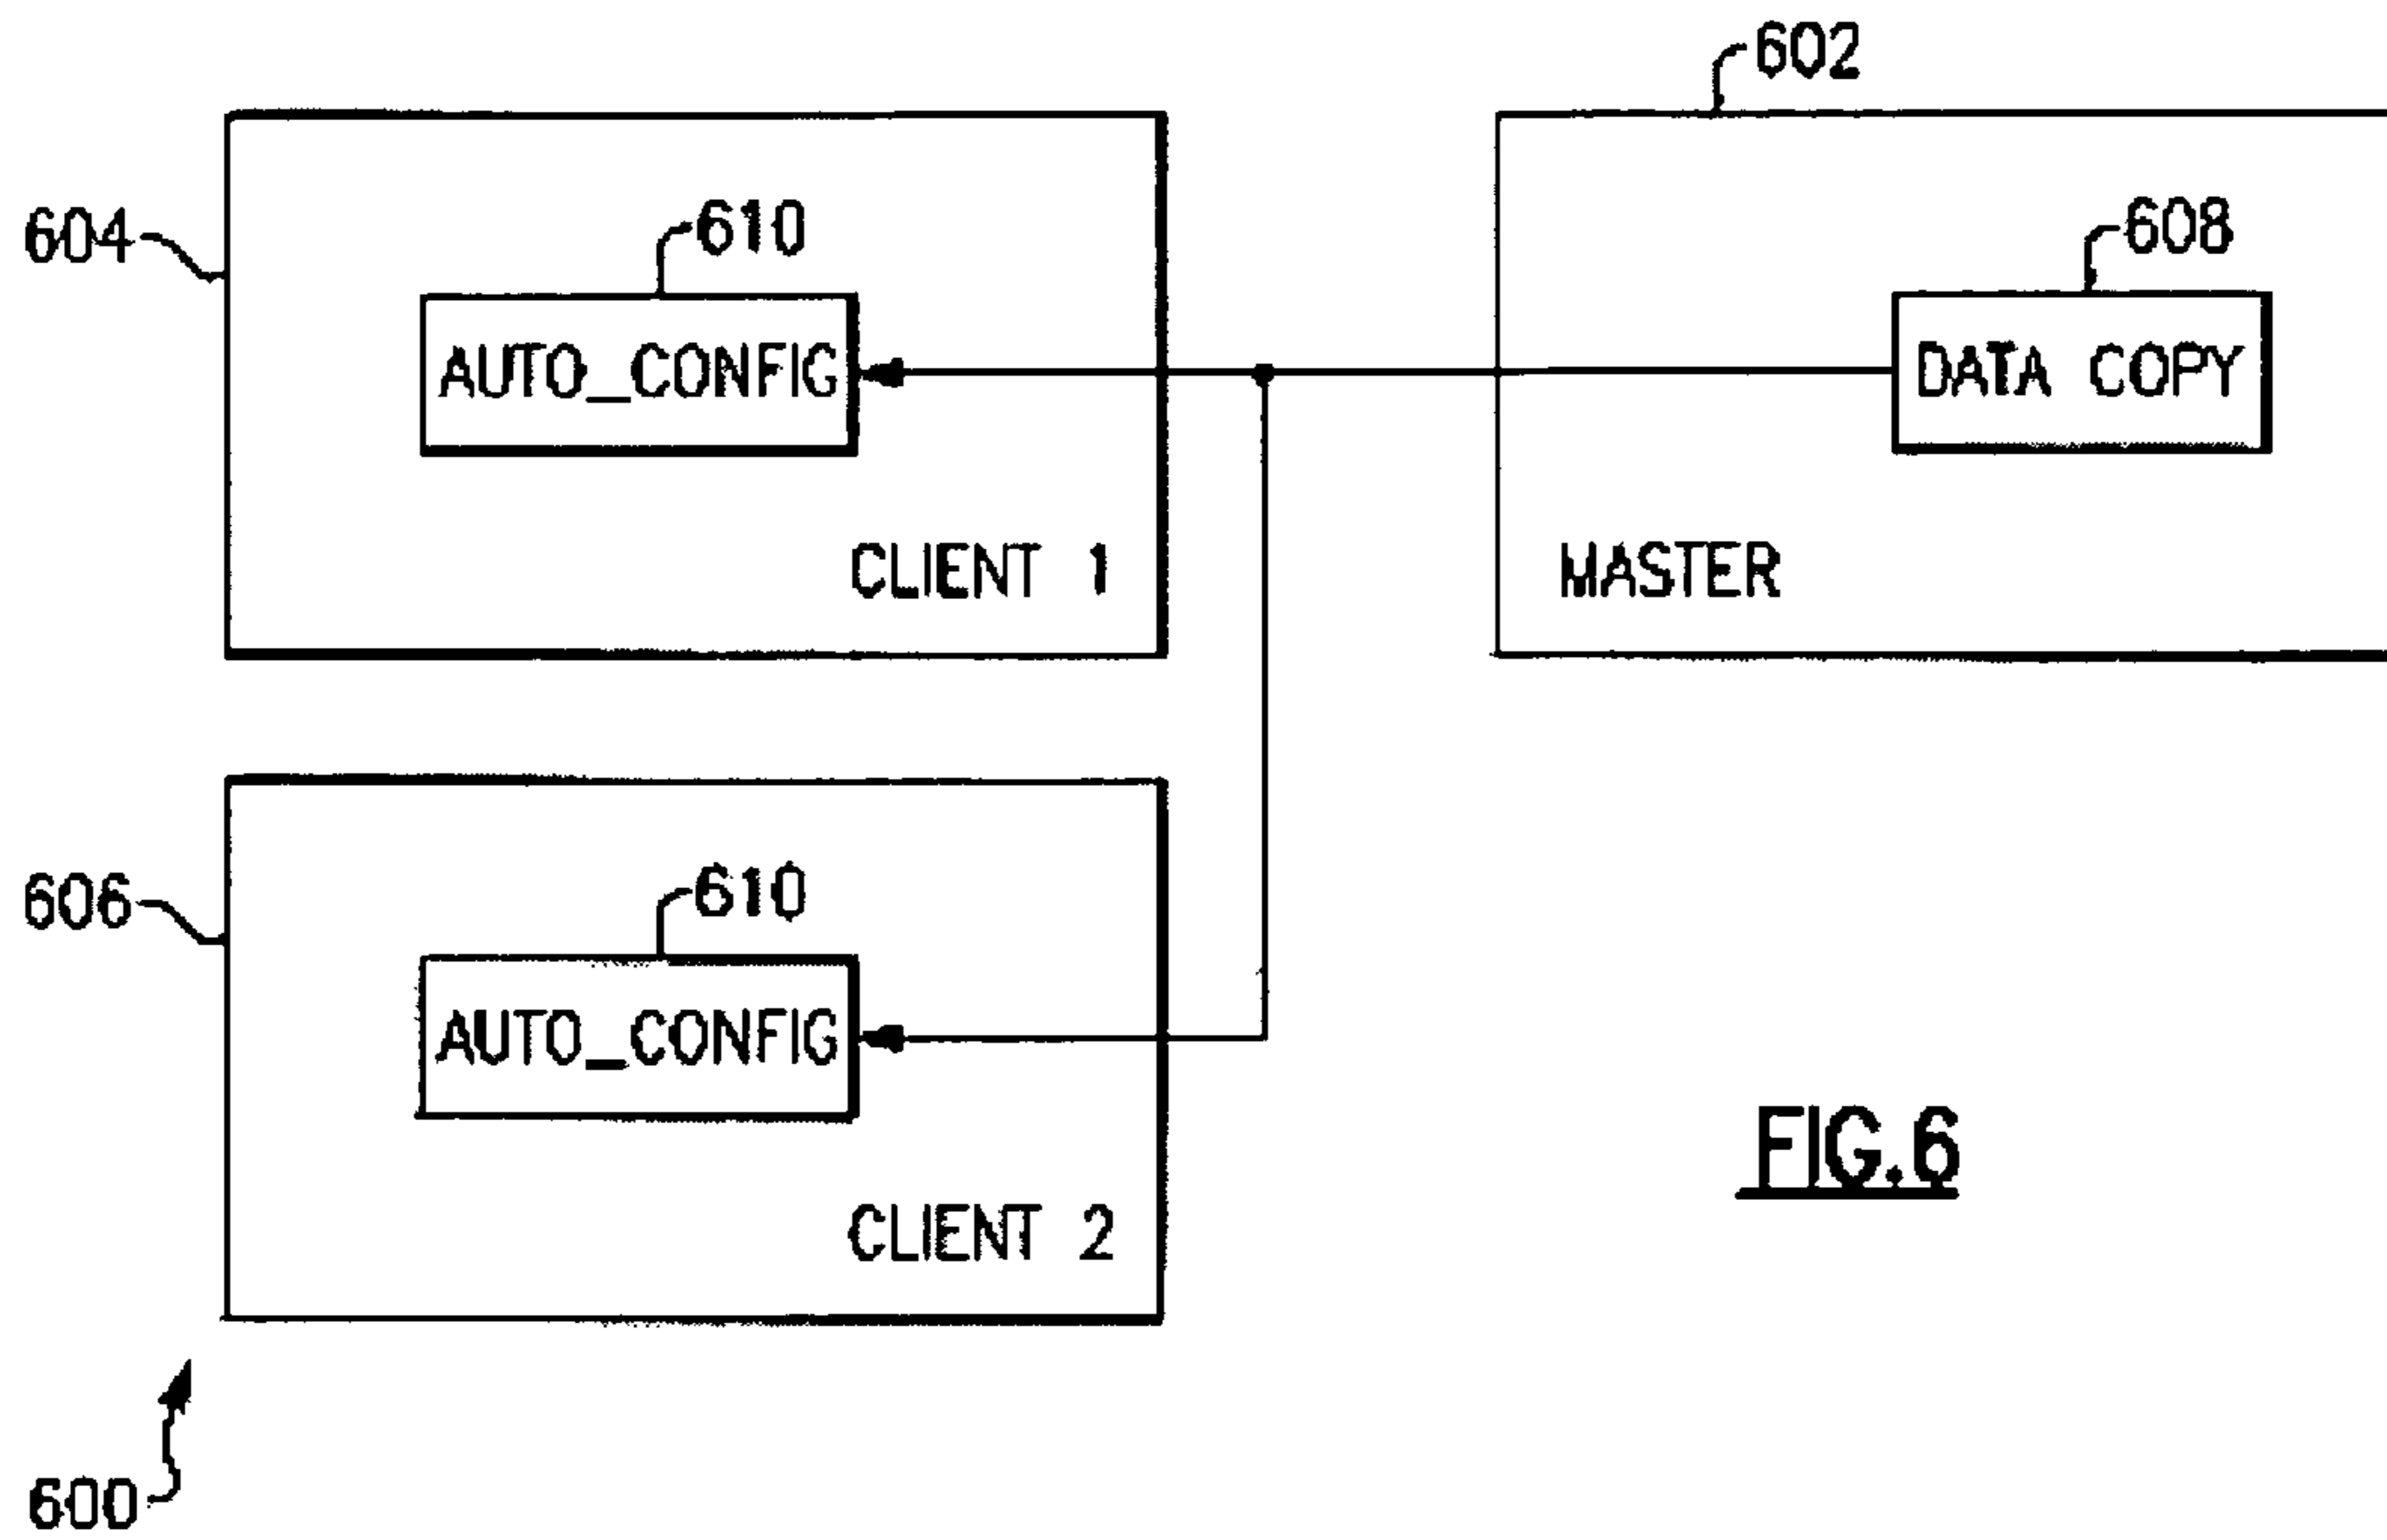 602
604
610
608
AUTO_CONFIG
DATA COPY
CLIENT 1
MASTER
606
610
AUTO_CONFIG
CLIENT 2
FIG.6
600